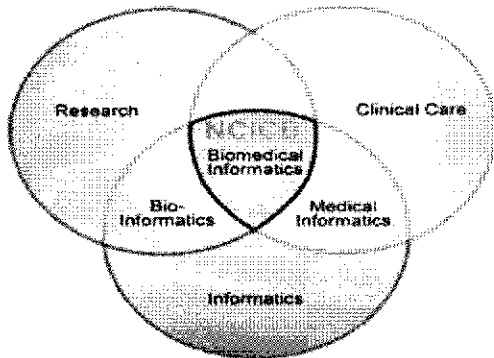 Research
Clinical Care
NCICB
Biomedical
Informatics
Bio-
Informatics
Medical
Informatics
Informatics